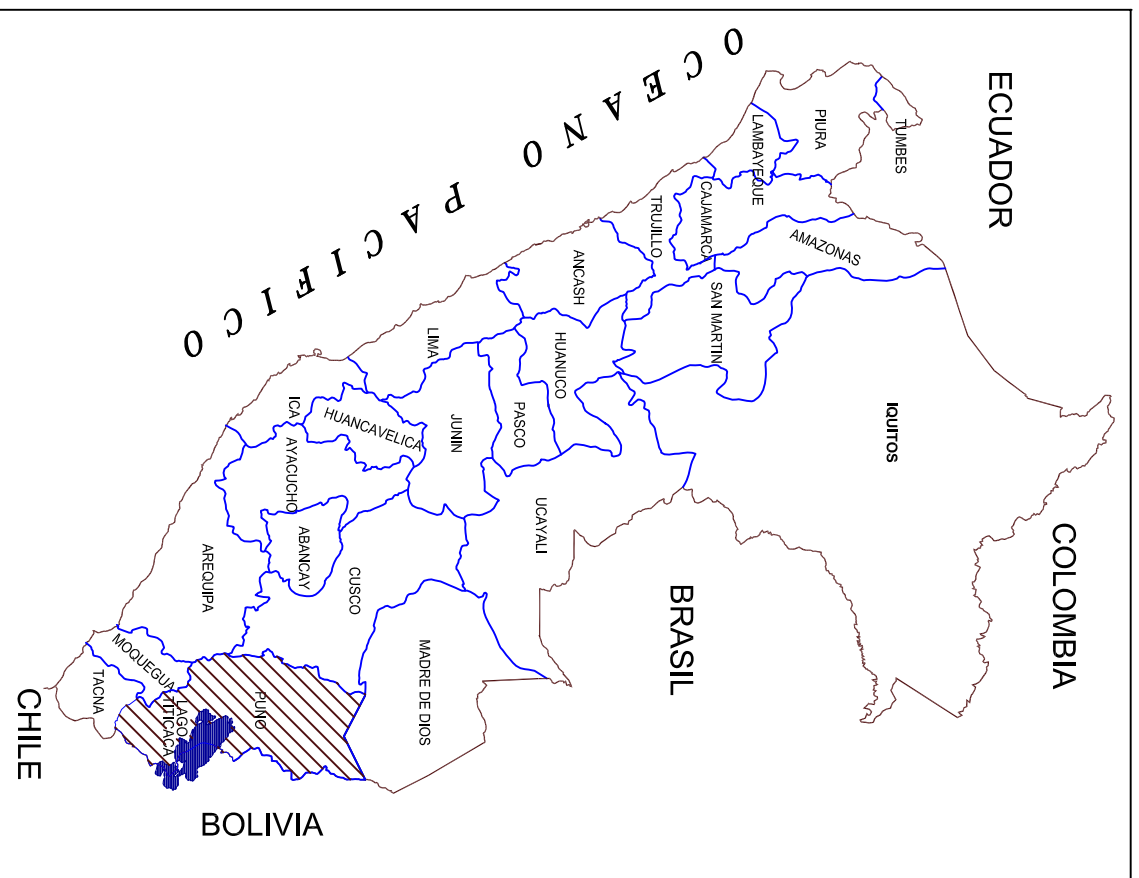 ECUADOR
COLOMBIA
BRASIL
BOLIVIA
CHILE
OCEANO PACIFICO
TUMBES
PIURA
LAMBAYEQUE
CAJAMARCA
AMAZONAS
TRUJILLO
SAN MARTIN
IQUITOS
ANCASH
HUANUCO
PASCO
UCAYALI
LIMA
JUNIN
ICA
HUANCAVELICA
AYACUCHO
ABANCAY
CUSCO
MADRE DE DIOS
AREQUIPA
MOQUEGUA
TACNA
PUNO
LAGO
TITICACA